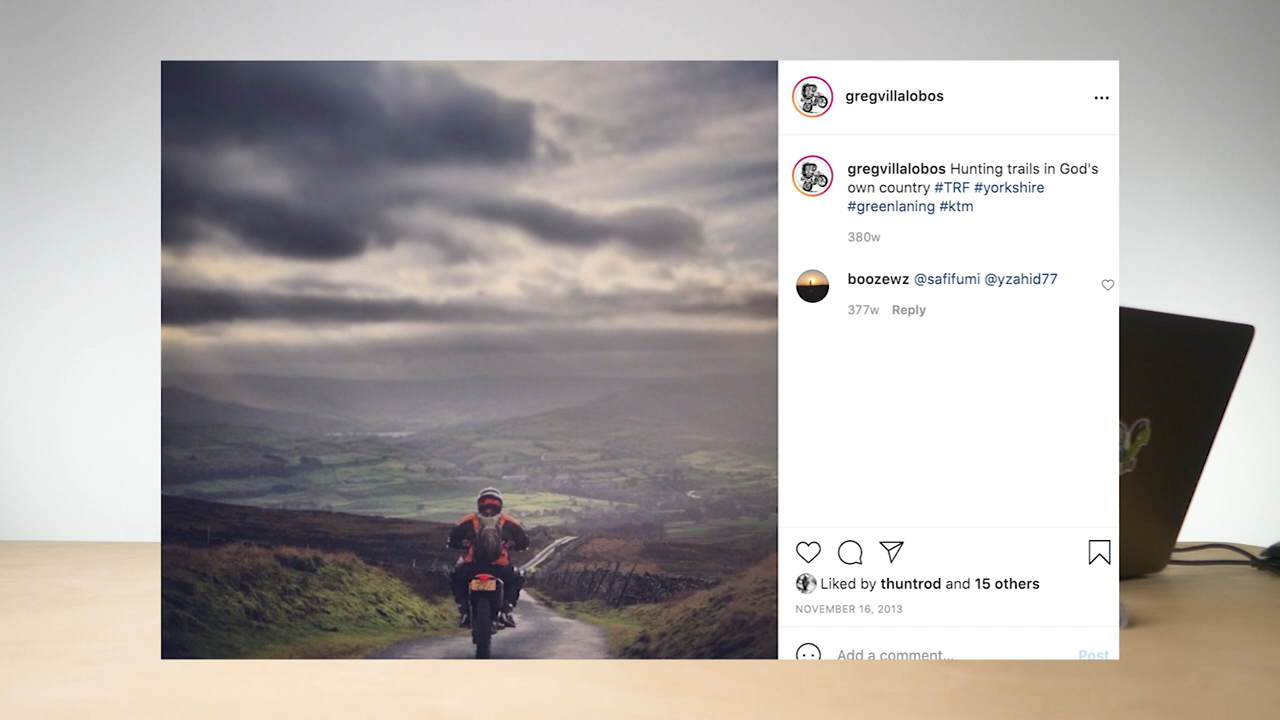 gregvillalobos
gregvillalobos Hunting trails in God's
own country #TRF #yorkshire
#greenlaning #ktm
380w
boozewz @safifumi @yzahid77
377w Reply
Liked by thuntrod and 15 others
NOVEMBER 16, 2013
Add a comment...
Post